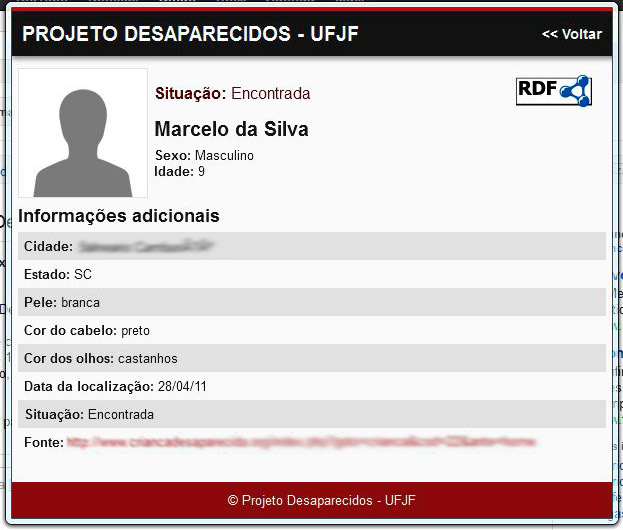 PROJETO DESAPARECIDOS - UFJF
<< Voltar
Situação: Encontrada
RDF
Marcelo da Silva
Sexo: Masculino
Idade: 9
Informações adicionais
Cidade:
Estado: SC
Pele: branca
Cor do cabelo: preto
Cor dos olhos: castanhos
Data da localização: 28/04/11
Situação: Encontrada
Fonte:
© Projeto Desaparecidos - UFJF